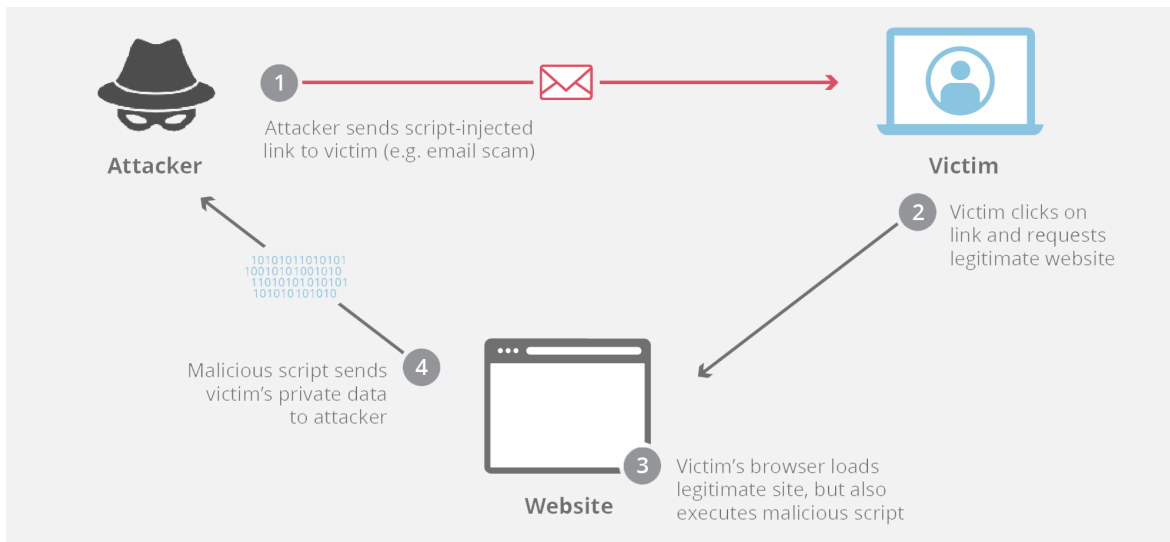 1
Attacker sends script-injected
link to victim (e.g. email scam)
Attacker
Victim
2
Victim clicks on
link and requests
legitimate website
10101011010101
10010101001010
11010101010101
101010101010
4
Malicious script sends
victim’s private data
to attacker
3
Victim’s browser loads
legitimate site, but also
executes malicious script
Website